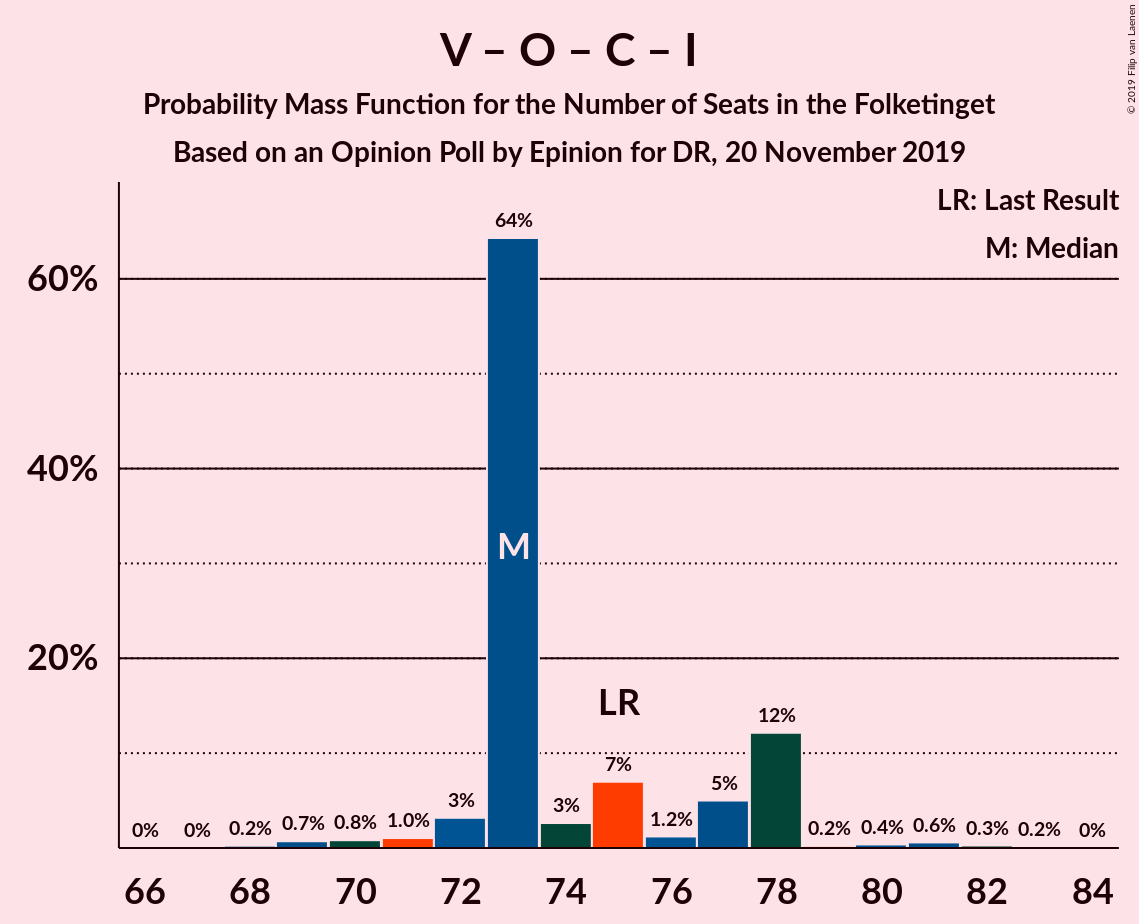 V – O – C – I
Probability Mass Function for the Number of Seats in the Folketinget
Based on an Opinion Poll by Epinion for DR, 20 November 2019
© 2019 Filip van Laenen
LR: Last Result
M: Median
60%
40%
20%
0%
0%
0.2%
0.7%
0.8%
1.0%
3%
64%
M
3%
LR
7%
1.2%
5%
12%
0.2%
0.4%
0.6%
0.3%
0.2%
0%
66 68 70 72 74 76 78 80 82 84